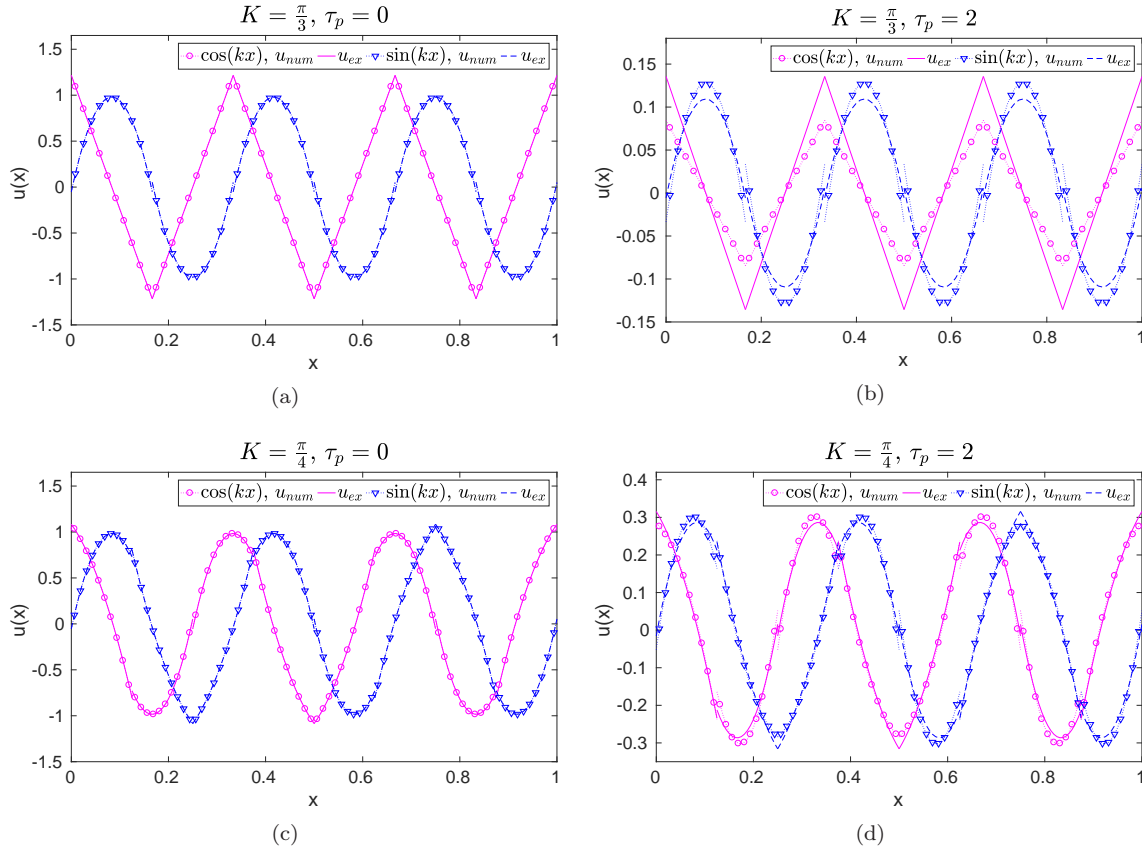 K = π/3, τp = 0
cos(kx), u_num u_ex sin(kx), u_num u_ex
1.5
1
0.5
0
-0.5
-1
-1.5
u(x)
0 0.2 0.4 0.6 0.8 1
x
(a)
K = π/3, τp = 2
cos(kx), u_num u_ex sin(kx), u_num u_ex
0.15
0.1
0.05
0
-0.05
-0.1
-0.15
u(x)
0 0.2 0.4 0.6 0.8 1
x
(b)
K = π/4, τp = 0
cos(kx), u_num u_ex sin(kx), u_num u_ex
1.5
1
0.5
0
-0.5
-1
-1.5
u(x)
0 0.2 0.4 0.6 0.8 1
x
(c)
K = π/4, τp = 2
cos(kx), u_num u_ex sin(kx), u_num u_ex
0.4
0.3
0.2
0.1
0
-0.1
-0.2
-0.3
u(x)
0 0.2 0.4 0.6 0.8 1
x
(d)